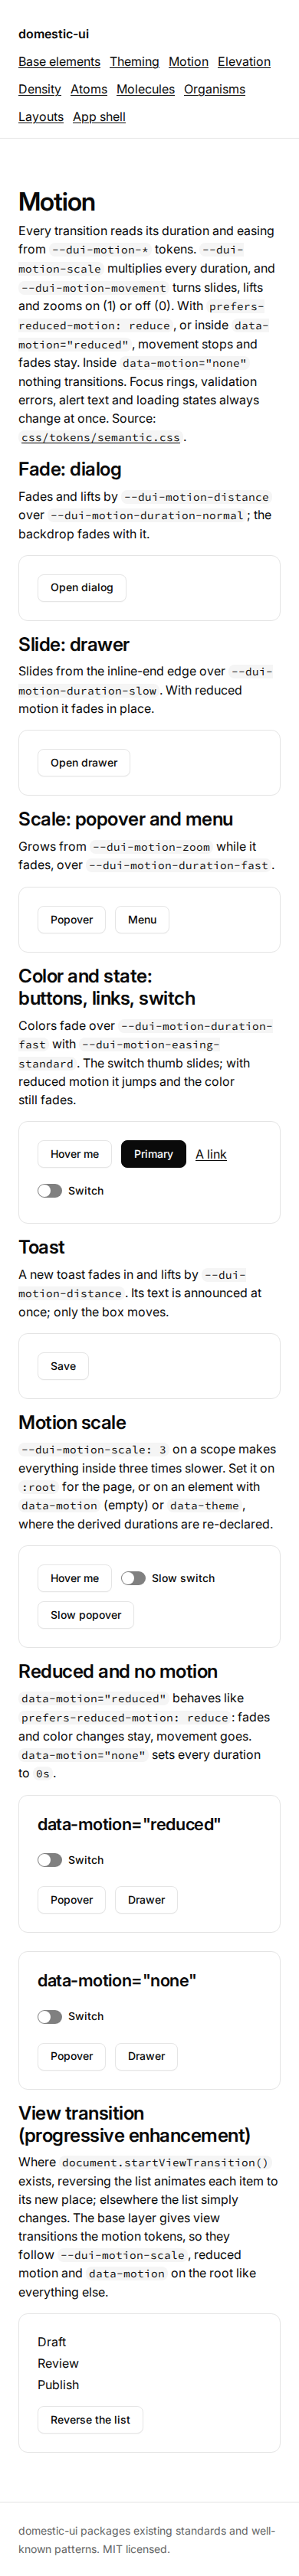 domestic-ui
Base elements Theming Motion Elevation
Density Atoms Molecules Organisms
Layouts App shell
Motion
Every transition reads its duration and easing
from --dui-motion-* tokens. --dui-
motion-scale multiplies every duration, and
--dui-motion-movement turns slides, lifts
and zooms on (1) or off (0). With prefers-
reduced-motion: reduce, or inside data-
motion="reduced", movement stops and
fades stay. Inside data-motion="none"
nothing transitions. Focus rings, validation
errors, alert text and loading states always
change at once. Source:
css/tokens/semantic.css.
Fade: dialog
Fades and lifts by --dui-motion-distance
over --dui-motion-duration-normal; the
backdrop fades with it.
Open dialog
Slide: drawer
Slides from the inline-end edge over --dui-
motion-duration-slow. With reduced
motion it fades in place.
Open drawer
Scale: popover and menu
Grows from --dui-motion-zoom while it
fades, over --dui-motion-duration-fast.
Popover Menu
Color and state:
buttons, links, switch
Colors fade over --dui-motion-duration-
fast with --dui-motion-easing-
standard. The switch thumb slides; with
reduced motion it jumps and the color
still fades.
Hover me Primary A link
Switch
Toast
A new toast fades in and lifts by --dui-
motion-distance. Its text is announced at
once; only the box moves.
Save
Motion scale
--dui-motion-scale: 3 on a scope makes
everything inside three times slower. Set it on
:root for the page, or on an element with
data-motion (empty) or data-theme,
where the derived durations are re-declared.
Hover me Slow switch
Slow popover
Reduced and no motion
data-motion="reduced" behaves like
prefers-reduced-motion: reduce: fades
and color changes stay, movement goes.
data-motion="none" sets every duration
to 0s.
data-motion="reduced"
Switch
Popover Drawer
data-motion="none"
Switch
Popover Drawer
View transition
(progressive enhancement)
Where document.startViewTransition()
exists, reversing the list animates each item to
its new place; elsewhere the list simply
changes. The base layer gives view
transitions the motion tokens, so they
follow --dui-motion-scale, reduced
motion and data-motion on the root like
everything else.
Draft
Review
Publish
Reverse the list
domestic-ui packages existing standards and well-
known patterns. MIT licensed.